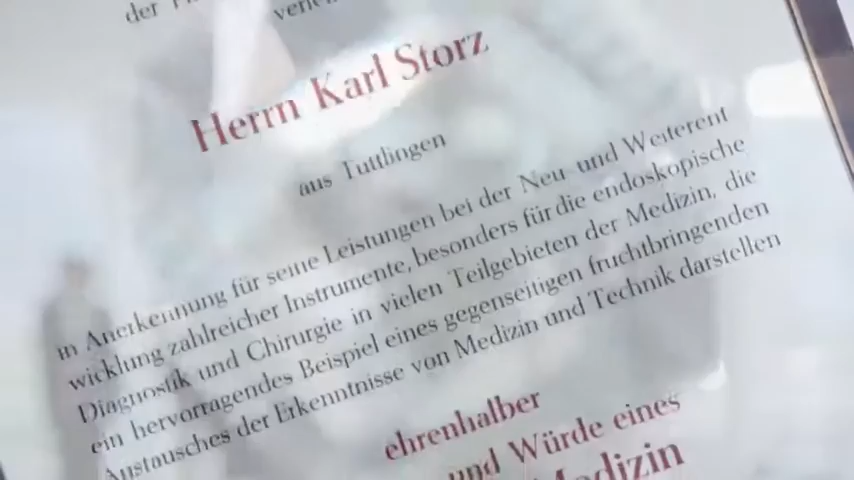 der
Herrn Karl Storz
aus Tuttlingen
in Anerkennung für seine Leistungen bei der Neu- und Weiterent
wicklung zahlreicher Instrumente, besonders für die endoskopische
Diagnostik und Chirurgie in vielen Teilgebieten der Medizin, die
ein hervorragendes Beispiel eines gegenseitigen fruchtbringenden
Austausches der Erkenntnisse von Medizin und Technik darstellen
ehrenhalber
und Würde eines
Medizin